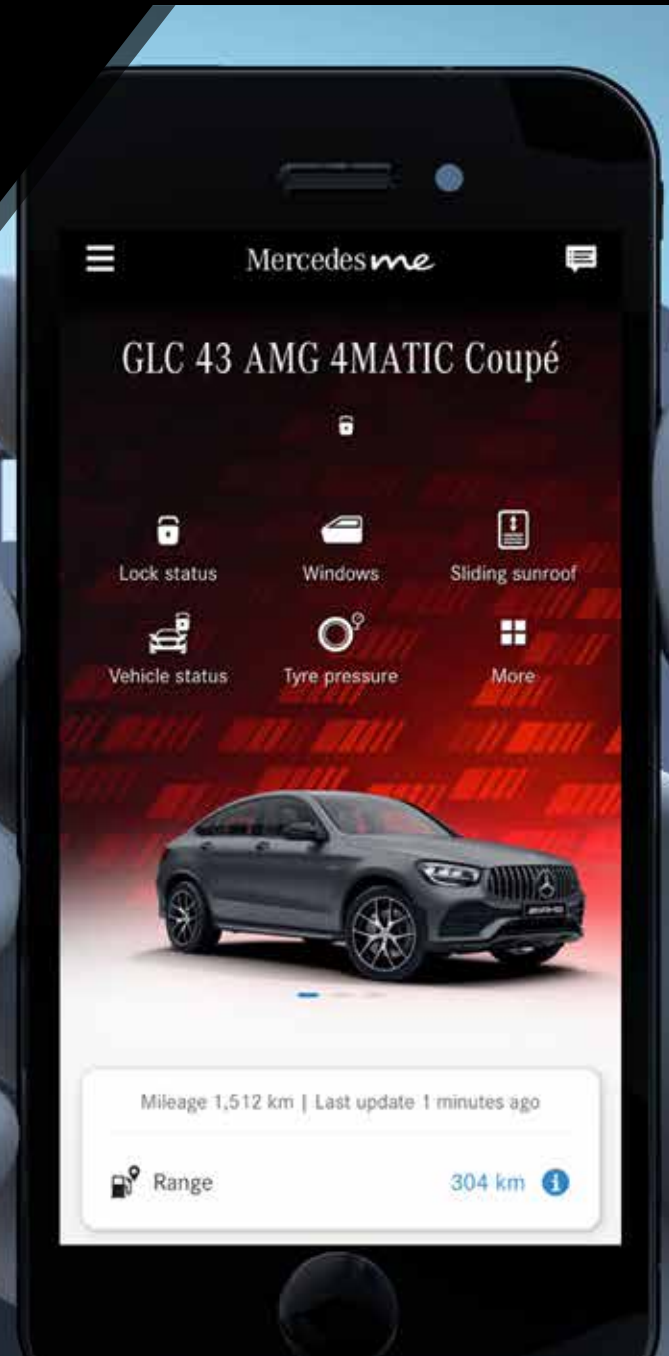 Mercedes me
GLC 43 AMG 4MATIC Coupé
Lock status Windows Sliding sunroof
Vehicle status Tyre pressure More
Mileage 1,512 km | Last update 1 minutes ago
Range 304 km